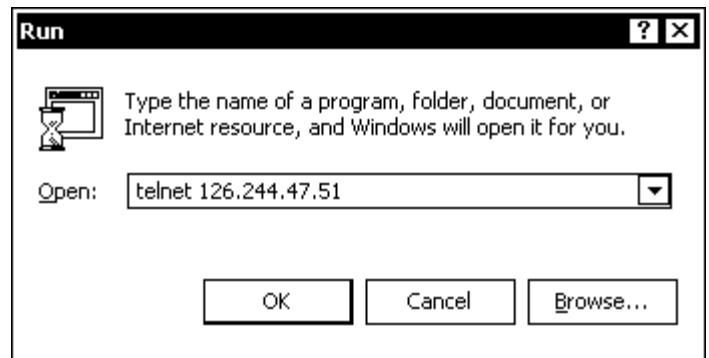 Run
Type the name of a program, folder, document, or
Internet resource, and Windows will open it for you.
Open: telnet 126.244.47.51
OK Cancel Browse...